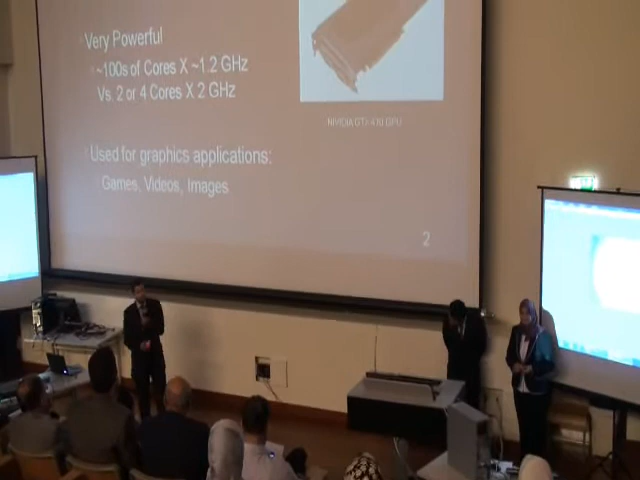 Very Powerful
~100s of Cores X ~1.2 GHz
Vs. 2 or 4 Cores X 2 GHz
NVIDIA GTX 470 GPU
Used for graphics applications:
Games, Videos, Images
2